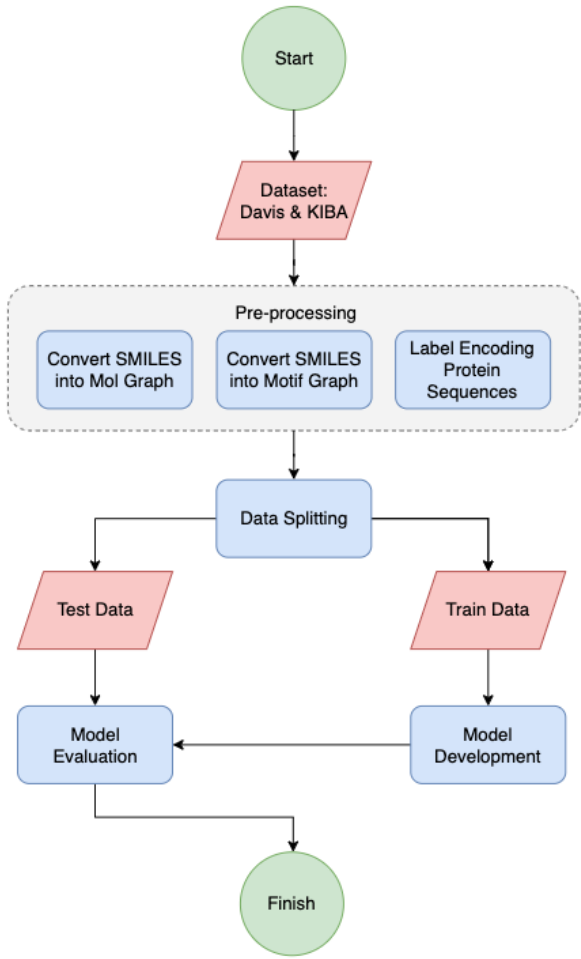 Start
Dataset:
Davis & KIBA
Pre-processing
Convert SMILES
into Mol Graph
Convert SMILES
into Motif Graph
Label Encoding
Protein
Sequences
Data Splitting
Test Data
Train Data
Model
Evaluation
Model
Development
Finish